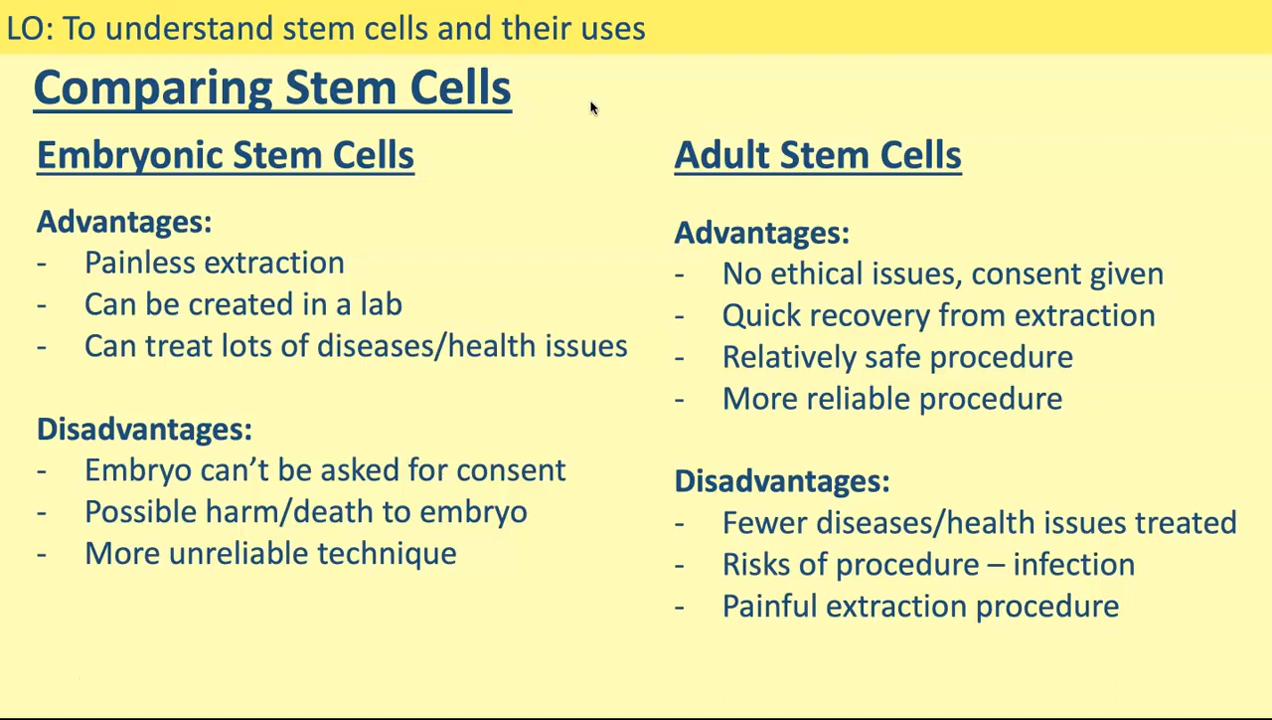 LO: To understand stem cells and their uses
Comparing Stem Cells
Embryonic Stem Cells
Advantages:
- Painless extraction
- Can be created in a lab
- Can treat lots of diseases/health issues
Disadvantages:
- Embryo can’t be asked for consent
- Possible harm/death to embryo
- More unreliable technique
Adult Stem Cells
Advantages:
- No ethical issues, consent given
- Quick recovery from extraction
- Relatively safe procedure
- More reliable procedure
Disadvantages:
- Fewer diseases/health issues treated
- Risks of procedure – infection
- Painful extraction procedure